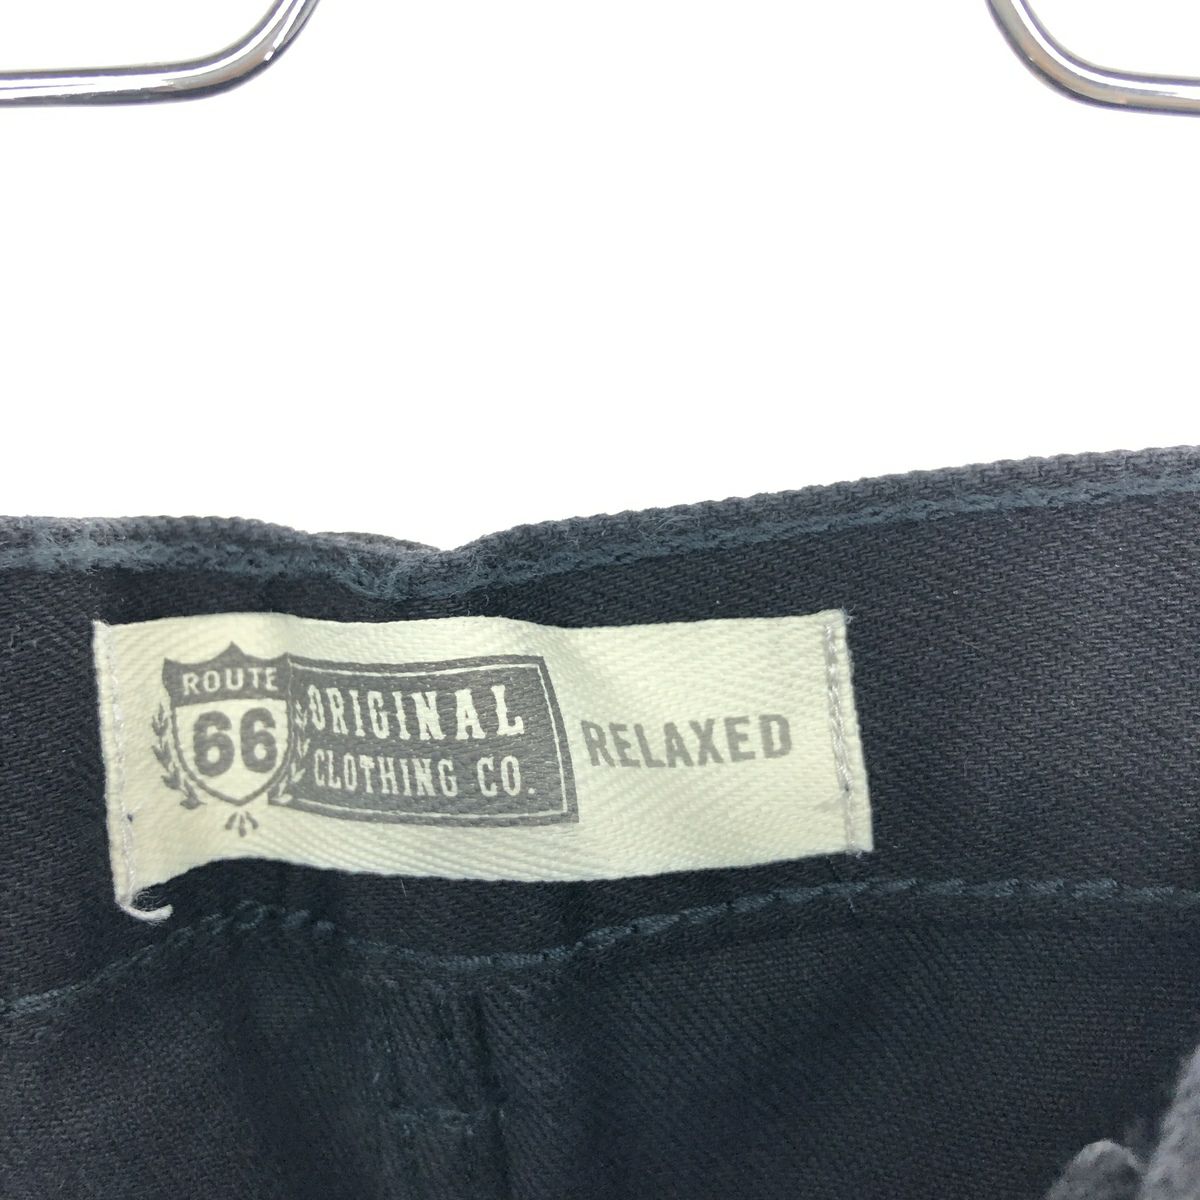 ROUTE
66
ORIGINAL
CLOTHING CO.
RELAXED